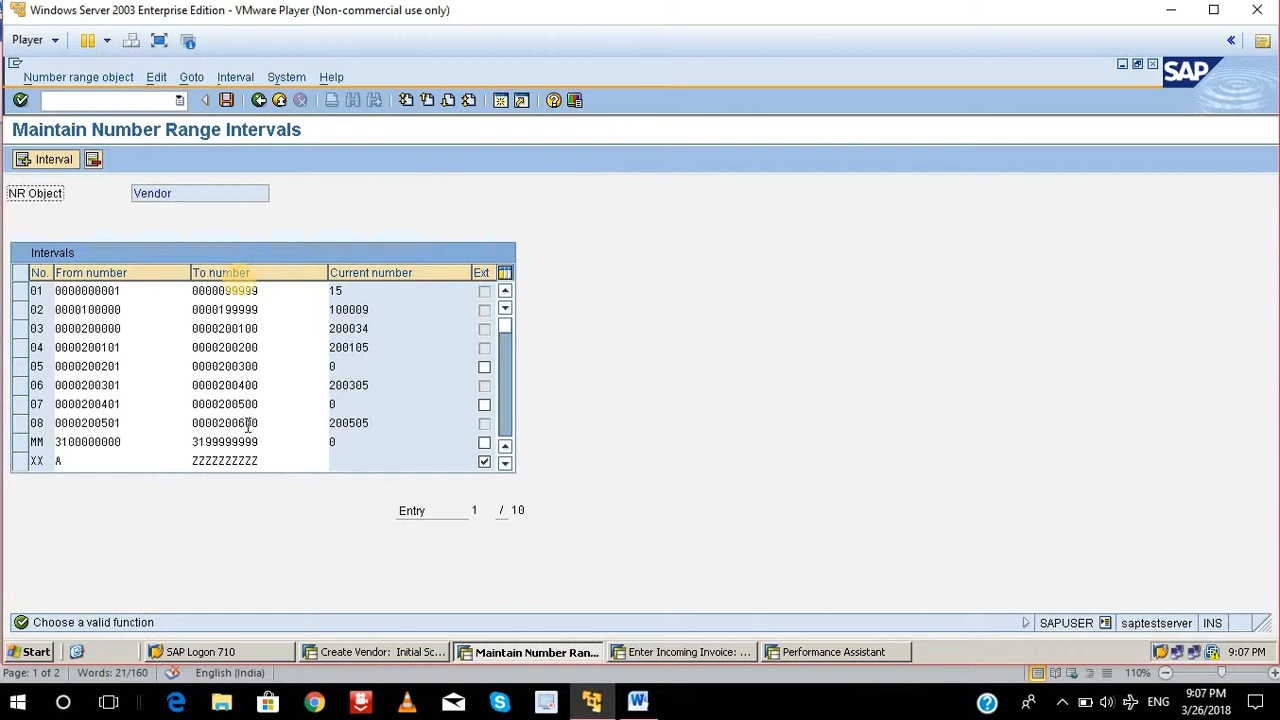 Windows Server 2003 Enterprise Edition - VMware Player (Non-commercial use only)
Player
Number range object Edit Goto Interval System Help
SAP
Maintain Number Range Intervals
Interval
NR Object Vendor
Intervals
No. From number To number Current number Ext
01 0000000001 0000099999 15
02 0000100000 0000199999 100009
03 0000200000 0000200100 200034
04 0000200101 0000200200 200105
05 0000200201 0000200300 0
06 0000200301 0000200400 200305
07 0000200401 0000200500 0
08 0000200501 0000200600 200505
MM 3100000000 3199999999 0
XX A ZZZZZZZZZZ
Entry 1 / 10
Choose a valid function SAPUSER saptestserver INS
Start SAP Logon 710 Create Vendor: Initial Sc... Maintain Number Ran... Enter Incoming Invoice: ... Performance Assistant 9:07 PM
Page: 1 of 2 Words: 21/160 English (India) 110%
ENG 9:07 PM
3/26/2018